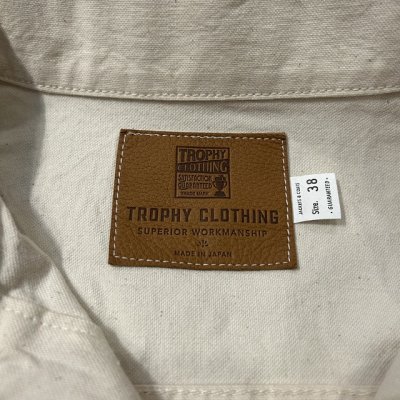 TROPHY
CLOTHING
SATISFACTION
GUARANTEED
TRADE MARK
TROPHY CLOTHING
SUPERIOR WORKMANSHIP
MADE IN JAPAN
JACKETS & COATS
Size. 38
· GUARANTEED ·